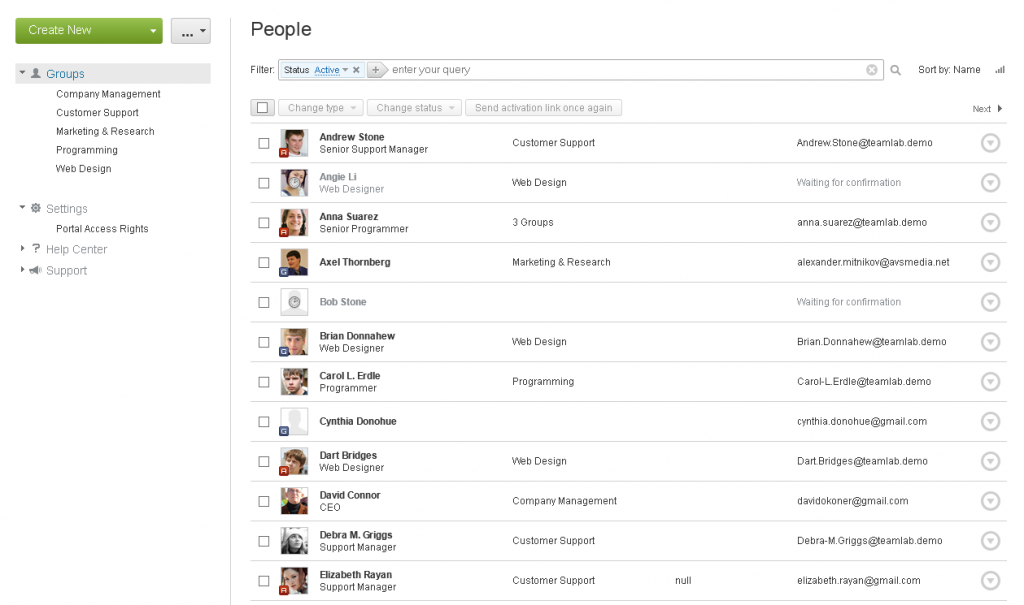 Create New
...
Groups
Company Management
Customer Support
Marketing & Research
Programming
Web Design
Settings
Portal Access Rights
? Help Center
Support
People
Filter: Status Active + enter your query
Sort by: Name
Change type
Change status
Send activation link once again
Next
Andrew Stone
Senior Support Manager
Customer Support
Andrew.Stone@teamlab.demo
A
Angie Li
Web Designer
Web Design
Waiting for confirmation
Anna Suarez
Senior Programmer
3 Groups
anna.suarez@teamlab.demo
A
Axel Thornberg
Marketing & Research
alexander.mitnikov@avsmedia.net
G
Bob Stone
Waiting for confirmation
Brian Donnahew
Web Designer
Web Design
Brian.Donnahew@teamlab.demo
G
Carol L. Erdle
Programmer
Programming
Carol-L.Erdle@teamlab.demo
Cynthia Donohue
cynthia.donohue@gmail.com
G
Dart Bridges
Web Designer
Web Design
Dart.Bridges@teamlab.demo
A
David Connor
CEO
Company Management
davidokoner@gmail.com
Debra M. Griggs
Support Manager
Customer Support
Debra-M.Griggs@teamlab.demo
Elizabeth Rayan
Support Manager
Customer Support
null
elizabeth.rayan@gmail.com
A